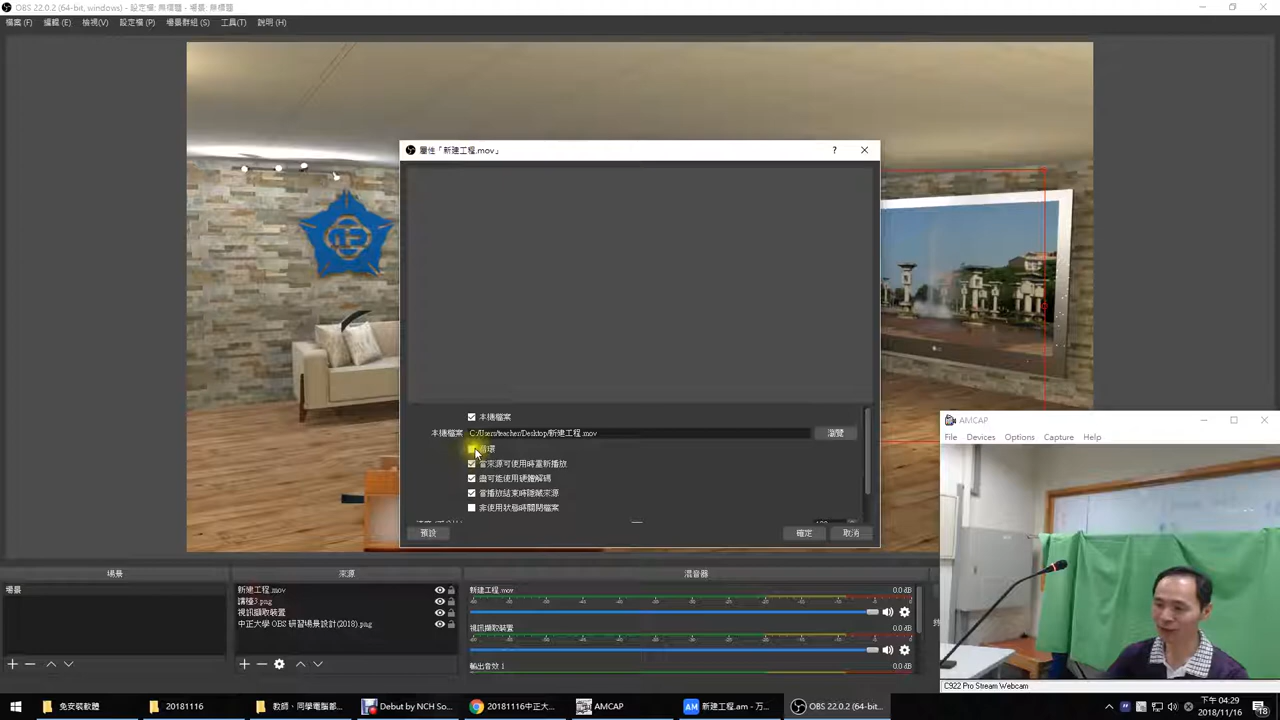 OBS 22.0.2 (64-bit, windows) - 設定檔: 無標題 - 場景: 無標題
檔案 (F) 編輯 (E) 檢視(V) 設定檔 (P) 場景群組 (S) 工具(T) 說明 (H)
屬性「新建工程.mov」
本機檔案
本機檔案 C:/Users/teacher/Desktop/新建工程.mov 瀏覽
循環
當來源可使用時重新播放
盡可能使用硬體解碼
當播放結束時隱藏來源
非使用狀態時關閉檔案
預設 確定 取消
AMCAP
File Devices Options Capture Help
C922 Pro Stream Webcam
場景 來源 混音器
場景
新建工程.mov
講檯3.png
視訊擷取裝置
中正大學 OBS 研習場景設計(2018).png
新建工程.mov 0.0 dB
視訊擷取裝置 0.0 dB
輸出音效 1 0.0 dB
免安裝軟體 20181116 教師、同學電腦鄒... Debut by NCH So... 20181116中正大... AMCAP 新建工程.am - 万... OBS 22.0.2 (64-bit...
下午 04:29
2018/11/16
18